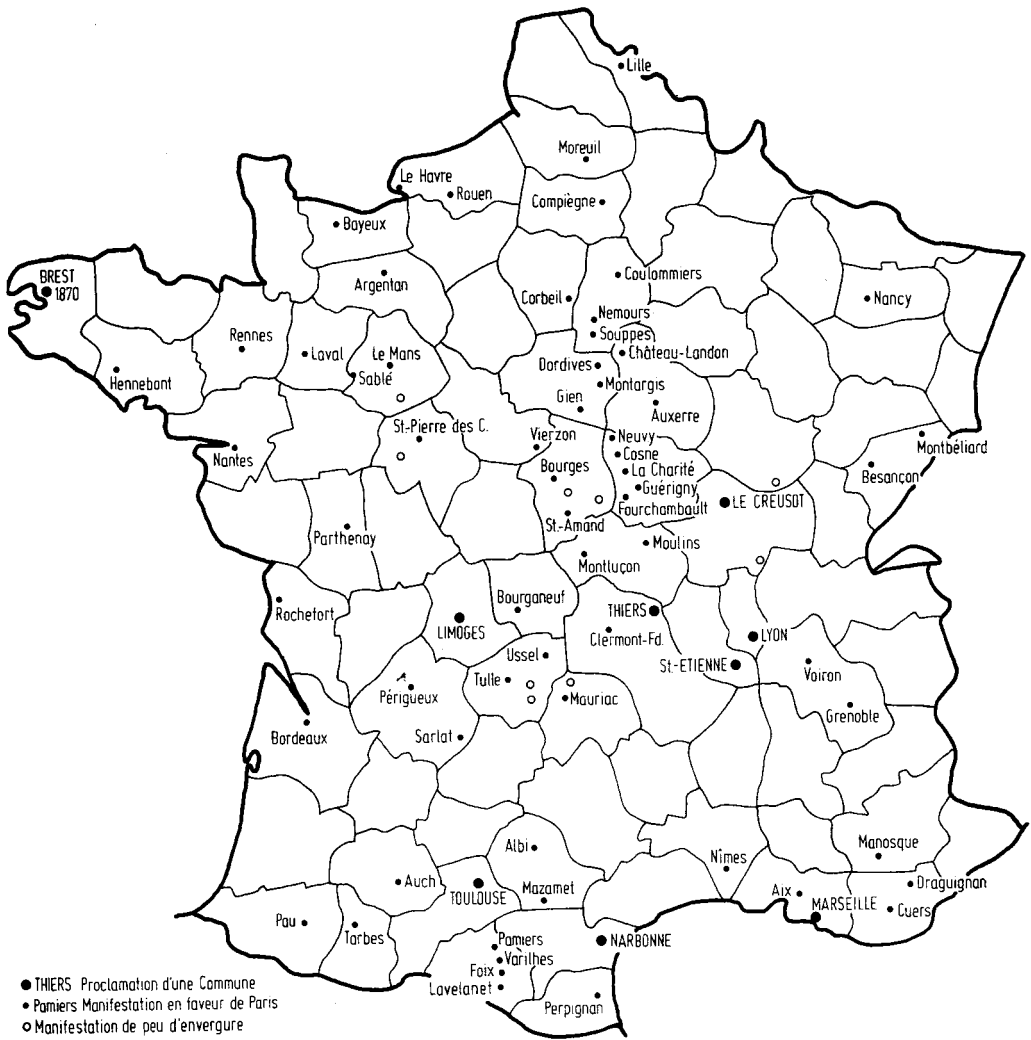 Lille
Moreuil
Le Havre
Rouen
Compiègne
Bayeux
BREST
1870
Argentan
Coulommiers
Corbeil
Nancy
Nemours
Souppes
Rennes
Laval
Le Mans
Château-Landon
Sablé
Dordives
Hennebont
Montargis
Gien
Auxerre
St-Pierre des C.
Vierzon
Neuvy
Cosne
Montbéliard
Nantes
Bourges
La Charité
Besançon
Guérigny
Fourchambault
LE CREUSOT
St-Amand
Parthenay
Moulins
Montluçon
Rochefort
Bourganeuf
THIERS
LIMOGES
Clermont-Fd.
LYON
Ussel
St-ETIENNE
Voiron
Tulle
Périgueux
Mauriac
Grenoble
Bordeaux
Sarlat
Albi
Manosque
Nîmes
Auch
TOULOUSE
Mazamet
Aix
Draguignan
MARSEILLE
Cuers
Pau
Tarbes
Pamiers
NARBONNE
Varilhes
Foix
Lavelanet
Perpignan
THIERS Proclamation d'une Commune
Pamiers Manifestation en faveur de Paris
Manifestation de peu d'envergure